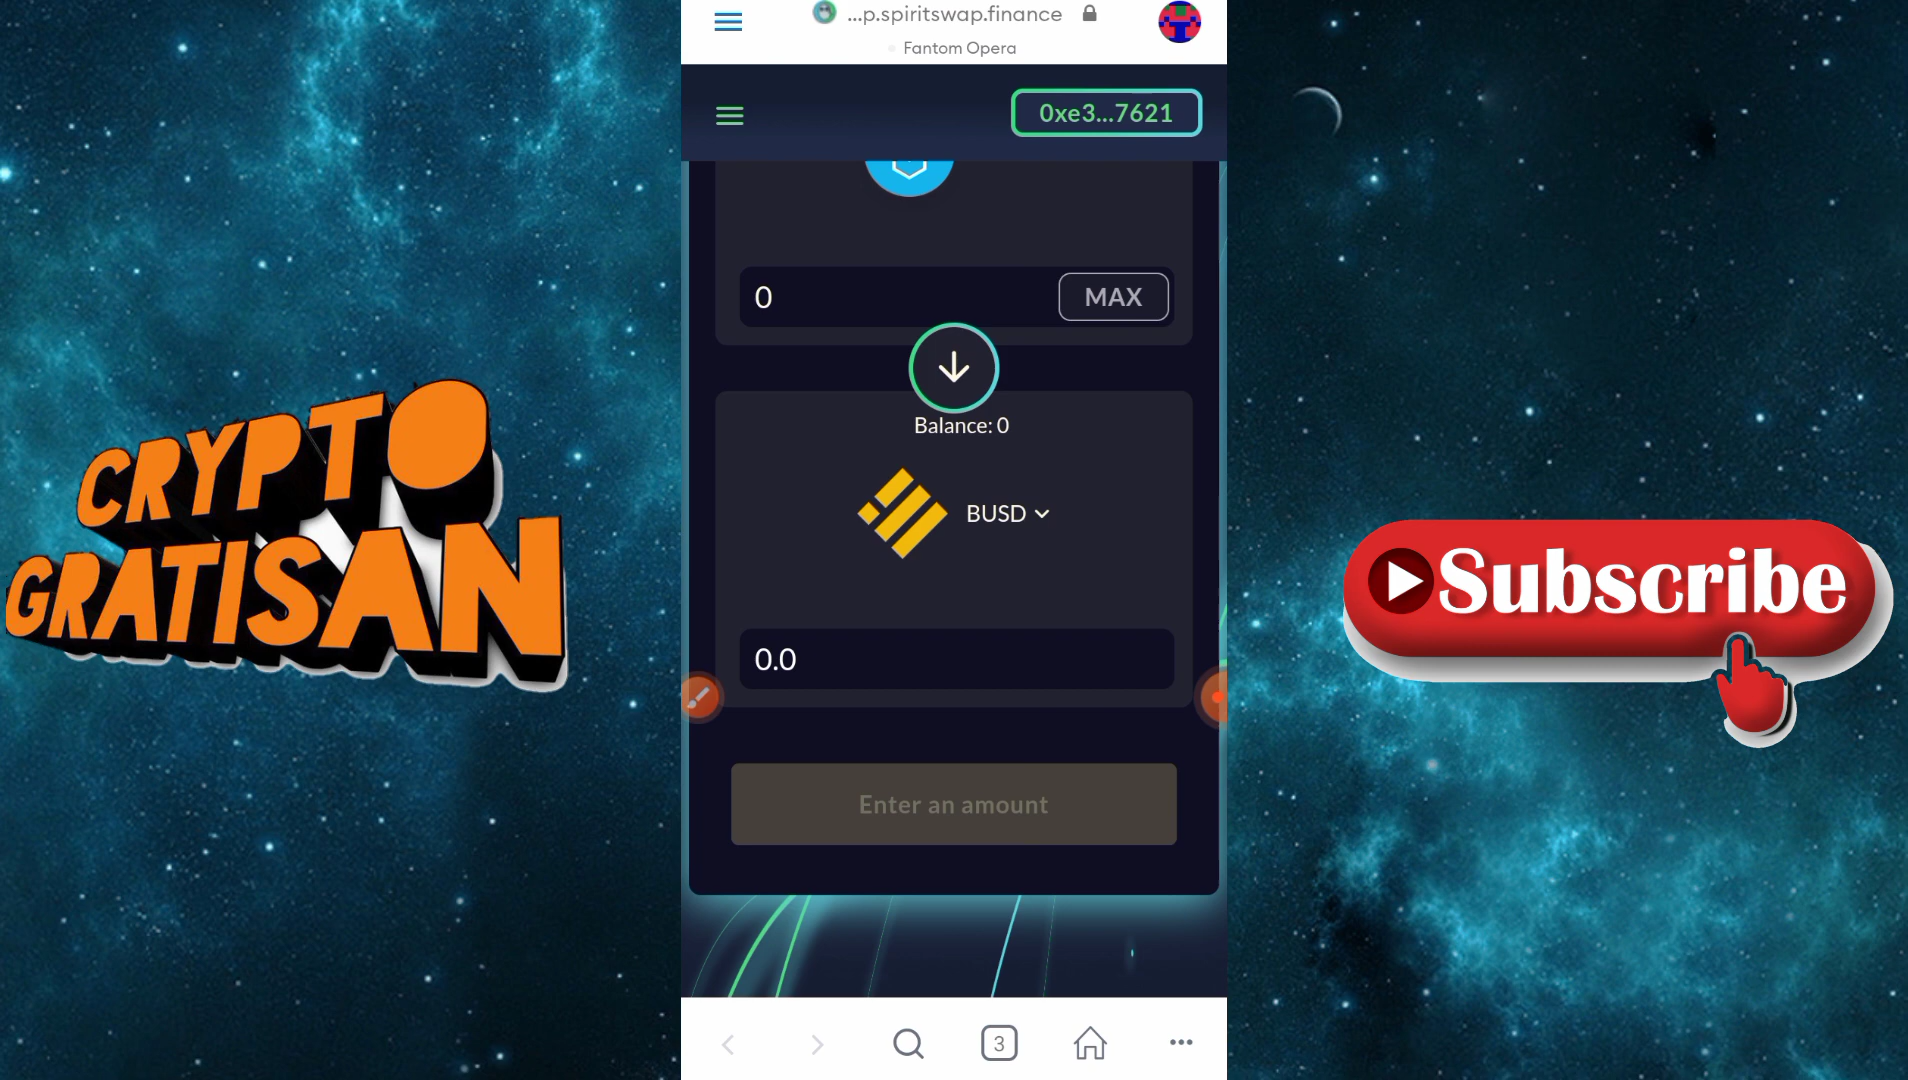 ...p.spiritswap.finance
Fantom Opera
0xe3...7621
0
MAX
Balance: 0
BUSD
0.0
Enter an amount
3
CRYPTO
GRATISAN
Subscribe